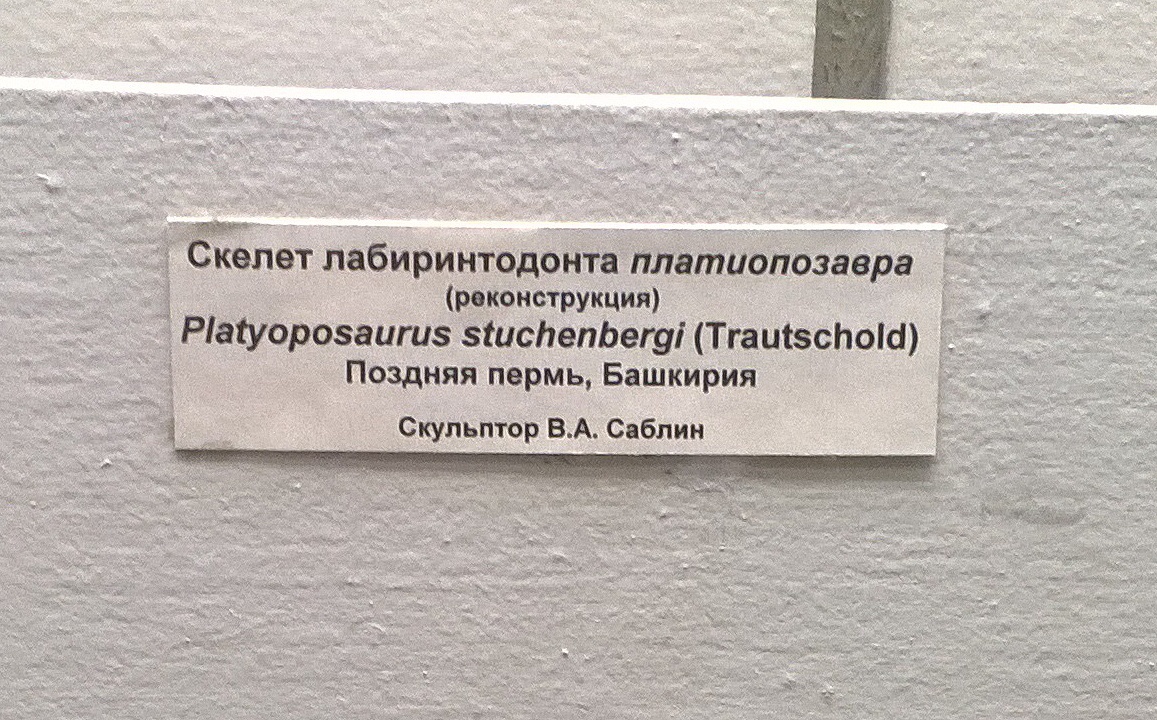 Скелет лабиринтодонта платиопозавра
(реконструкция)
Platyoposaurus stuchenbergi (Trautschold)
Поздняя пермь, Башкирия
Скульптор В.А. Саблин